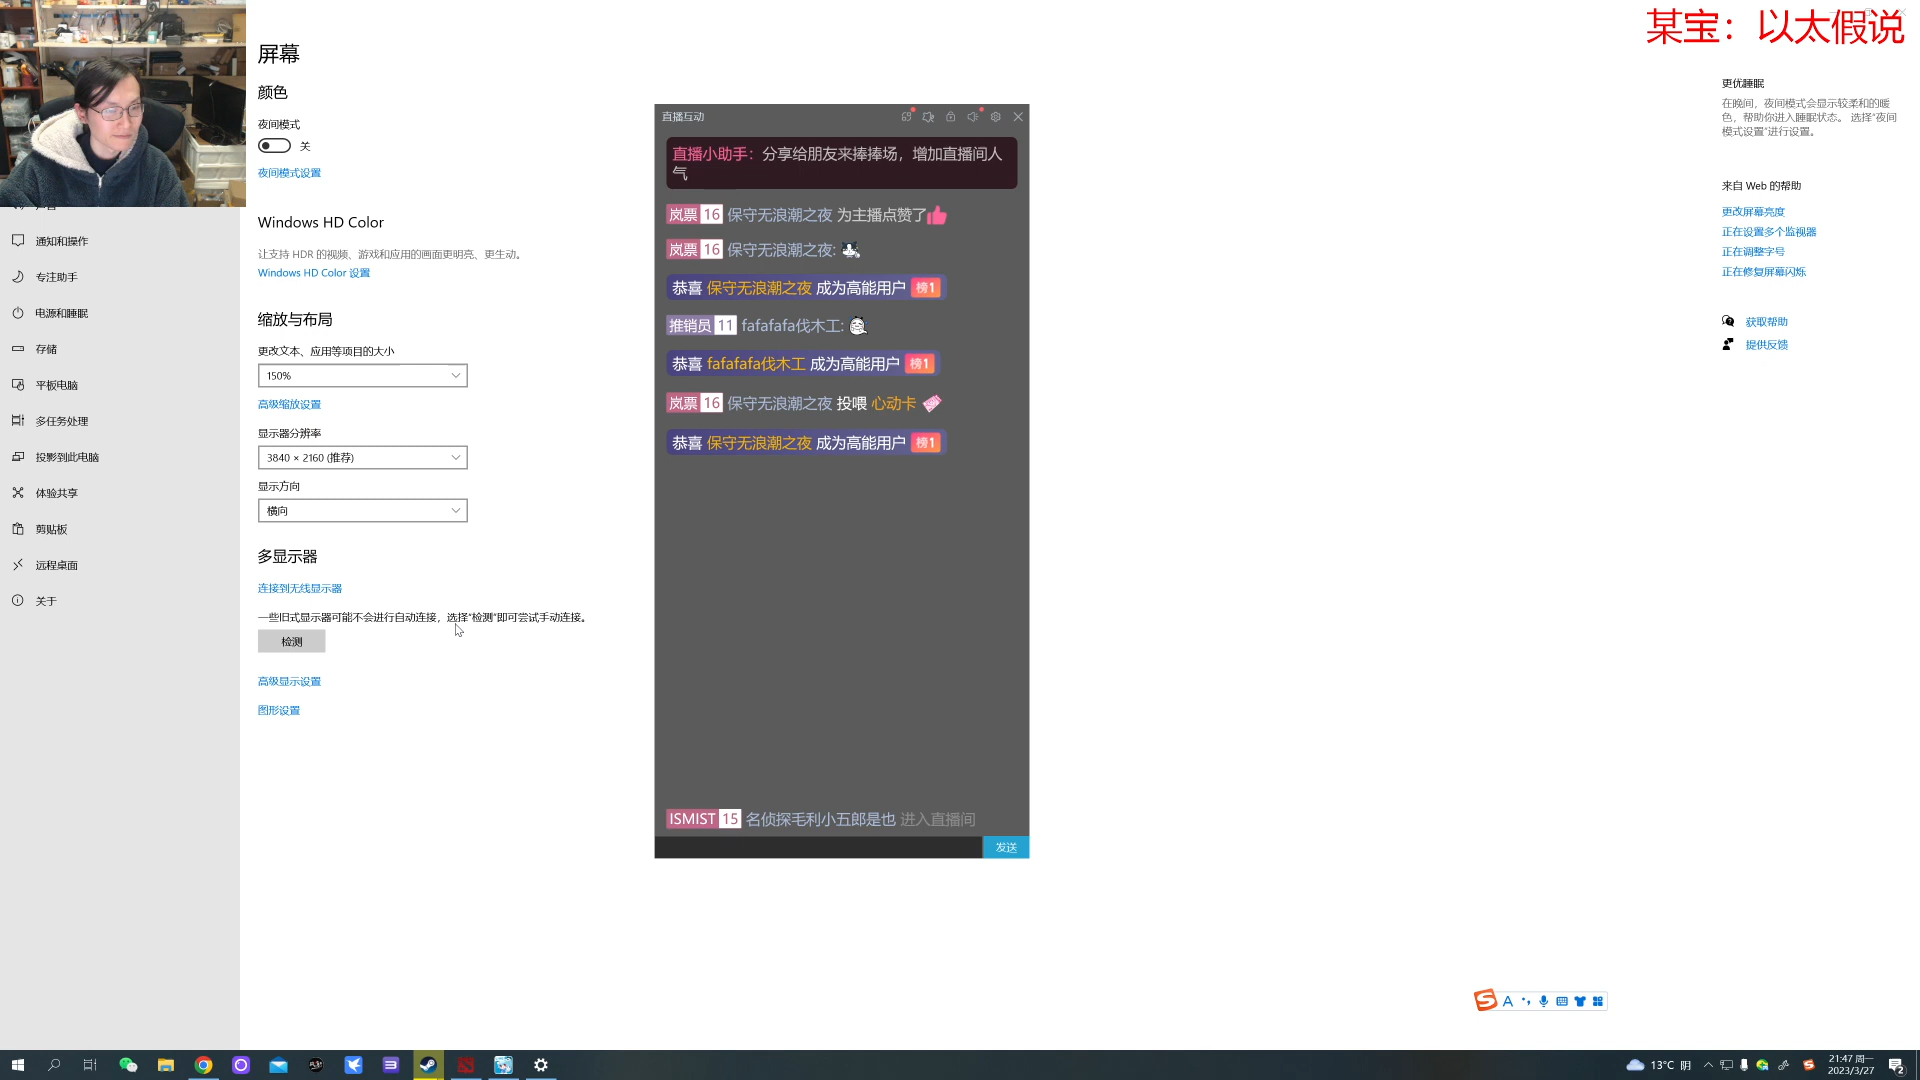 某宝：以太假说
屏幕
颜色
夜间模式
关
夜间模式设置
Windows HD Color
让支持 HDR 的视频、游戏和应用的画面更明亮、更生动。
Windows HD Color 设置
缩放与布局
更改文本、应用等项目的大小
150%
高级缩放设置
显示器分辨率
3840 × 2160 (推荐)
显示方向
横向
多显示器
连接到无线显示器
一些旧式显示器可能不会进行自动连接，选择“检测”即可尝试手动连接。
检测
高级显示设置
图形设置
通知和操作
专注助手
电源和睡眠
存储
平板电脑
多任务处理
投影到此电脑
体验共享
剪贴板
远程桌面
关于
直播互动
直播小助手：分享给朋友来捧捧场，增加直播间人
气
岚票 16 保守无浪潮之夜 为主播点赞了
岚票 16 保守无浪潮之夜:
恭喜 保守无浪潮之夜 成为高能用户 榜1
推销员 11 fafafafa伐木工:
恭喜 fafafafa伐木工 成为高能用户 榜1
岚票 16 保守无浪潮之夜 投喂 心动卡
恭喜 保守无浪潮之夜 成为高能用户 榜1
ISMIST 15 名侦探毛利小五郎是也 进入直播间
发送
更优睡眠
在晚间，夜间模式会显示较柔和的暖
色，帮助你进入睡眠状态。 选择“夜间
模式设置”进行设置。
来自 Web 的帮助
更改屏幕亮度
正在设置多个监视器
正在调整字号
正在修复屏幕闪烁
获取帮助
提供反馈
13°C 阴
21:47 周一
2023/3/27
2